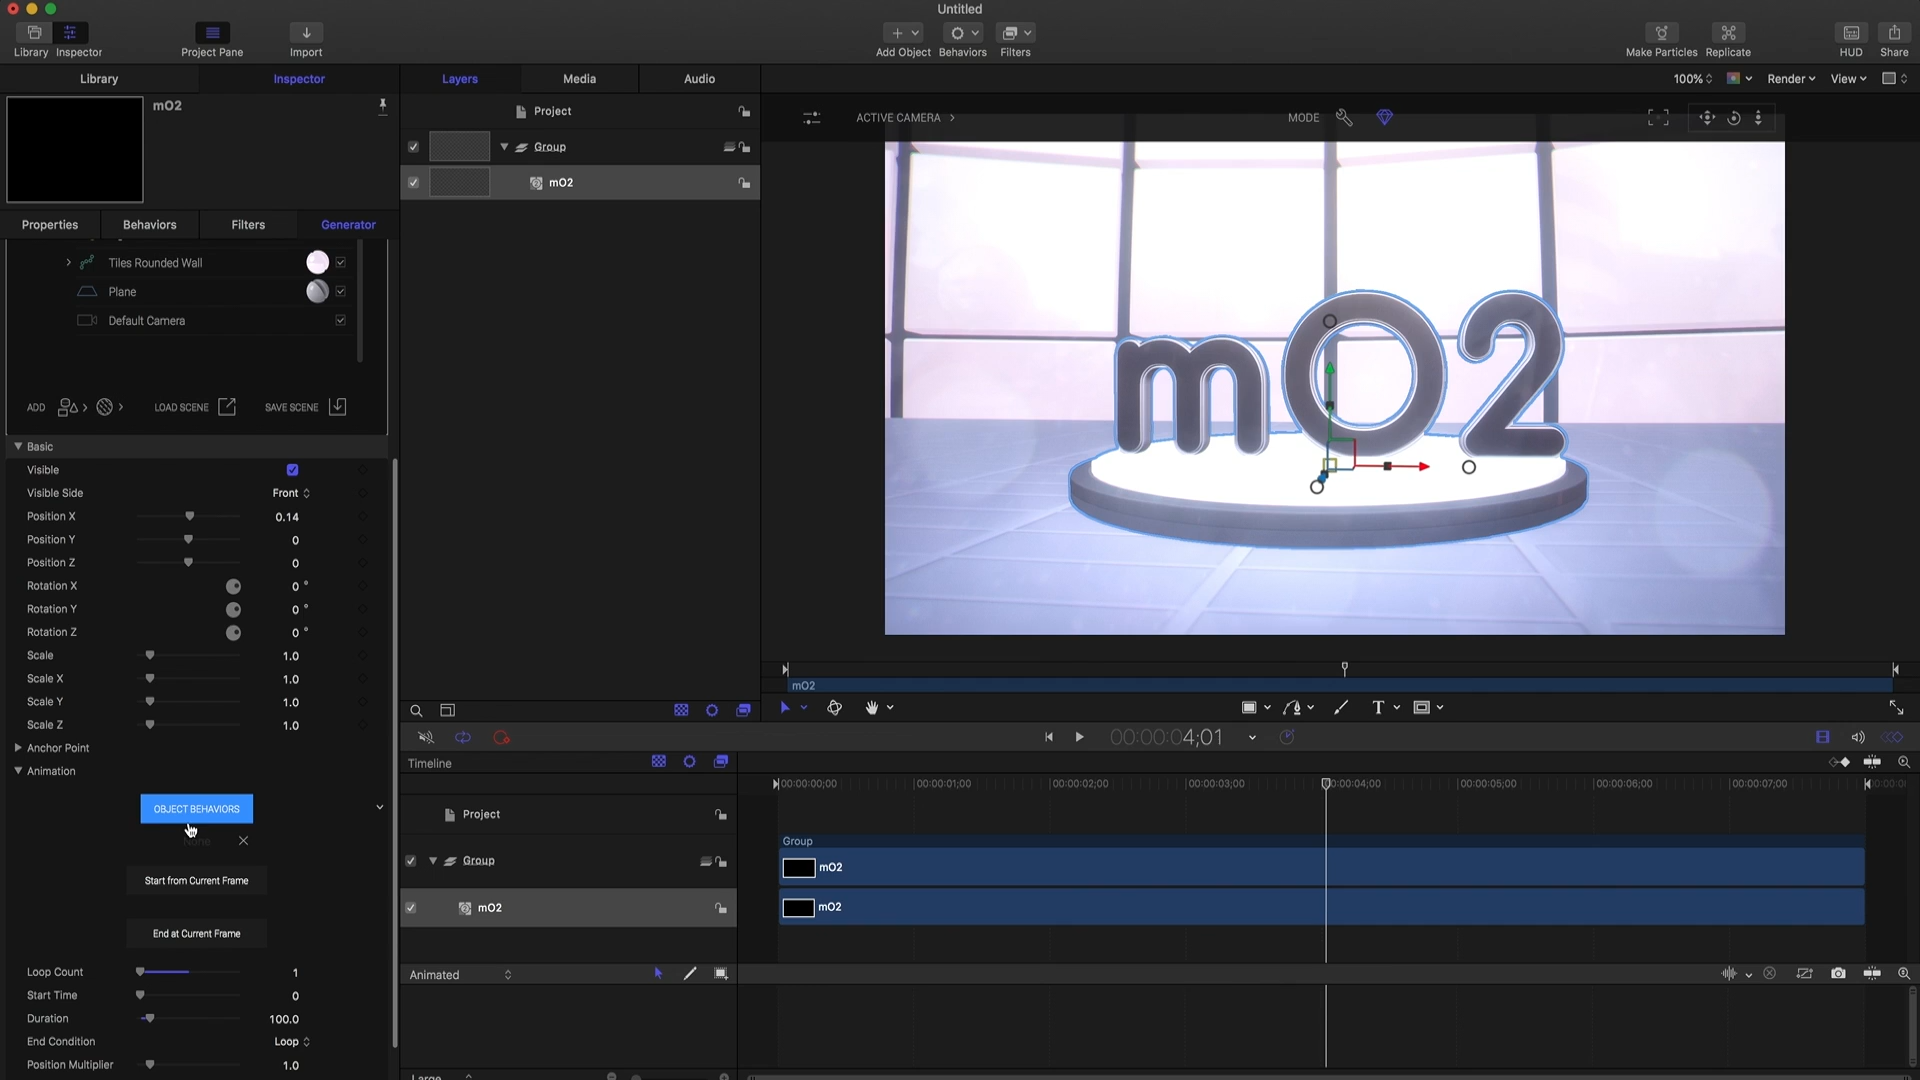 Untitled
Library
Inspector
Project Pane
Import
Add Object
Behaviors
Filters
Make Particles
Replicate
HUD
Share
Library
Inspector
Layers
Media
Audio
100%
Render
View
mO2
Project
ACTIVE CAMERA
MODE
Group
mO2
Properties
Behaviors
Filters
Generator
Tiles Rounded Wall
Plane
Default Camera
mO2
ADD
LOAD SCENE
SAVE SCENE
Basic
Visible
Visible Side Front
Position X 0.14
Position Y 0
Position Z 0
Rotation X 0 °
Rotation Y 0 °
Rotation Z 0 °
Scale 1.0
Scale X 1.0
Scale Y 1.0
Scale Z 1.0
Anchor Point
Animation
OBJECT BEHAVIORS
None
Start from Current Frame
End at Current Frame
Loop Count 1
Start Time 0
Duration 100.0
End Condition Loop
Position Multiplier 1.0
mO2
T
00:00:04;01
Timeline
00:00:00;00
00:00:01;00
00:00:02;00
00:00:03;00
00:00:04;00
00:00:05;00
00:00:06;00
00:00:07;00
Project
Group
Group
mO2
mO2
mO2
Animated
Large